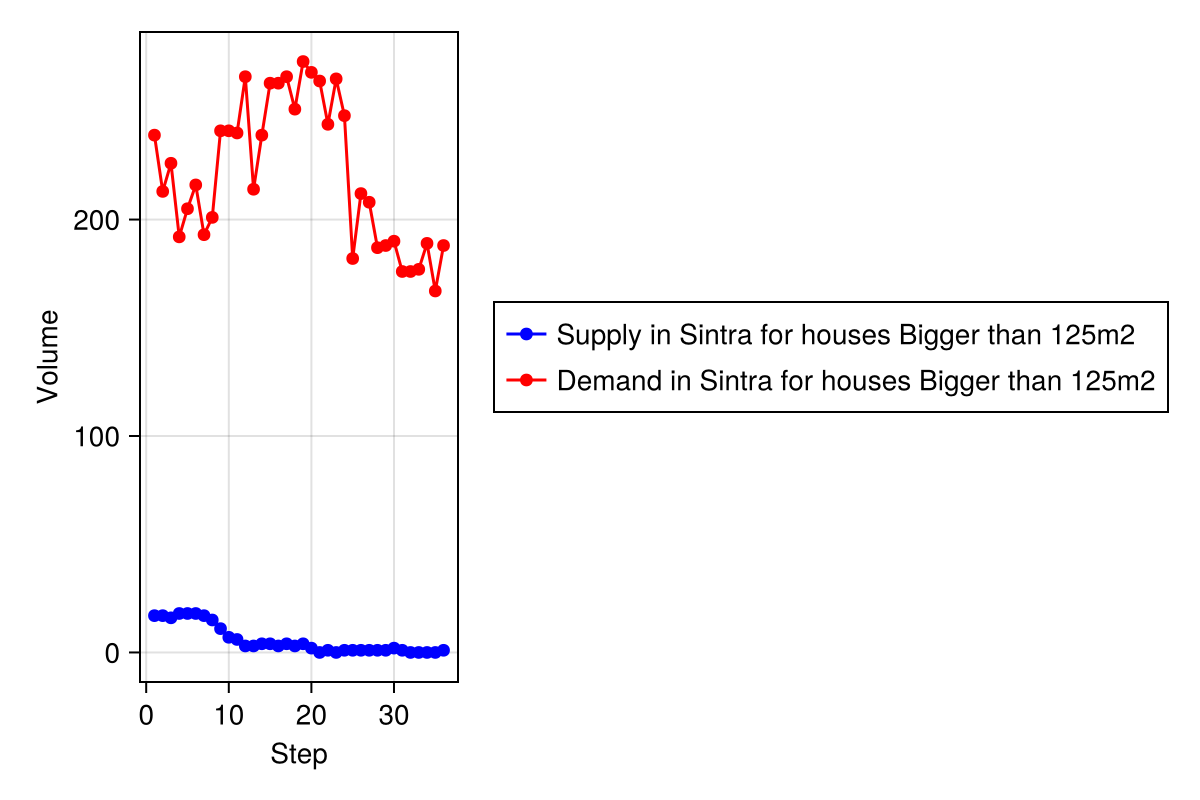 Volume
200
100
0
0 10 20 30
Step
Supply in Sintra for houses Bigger than 125m2
Demand in Sintra for houses Bigger than 125m2